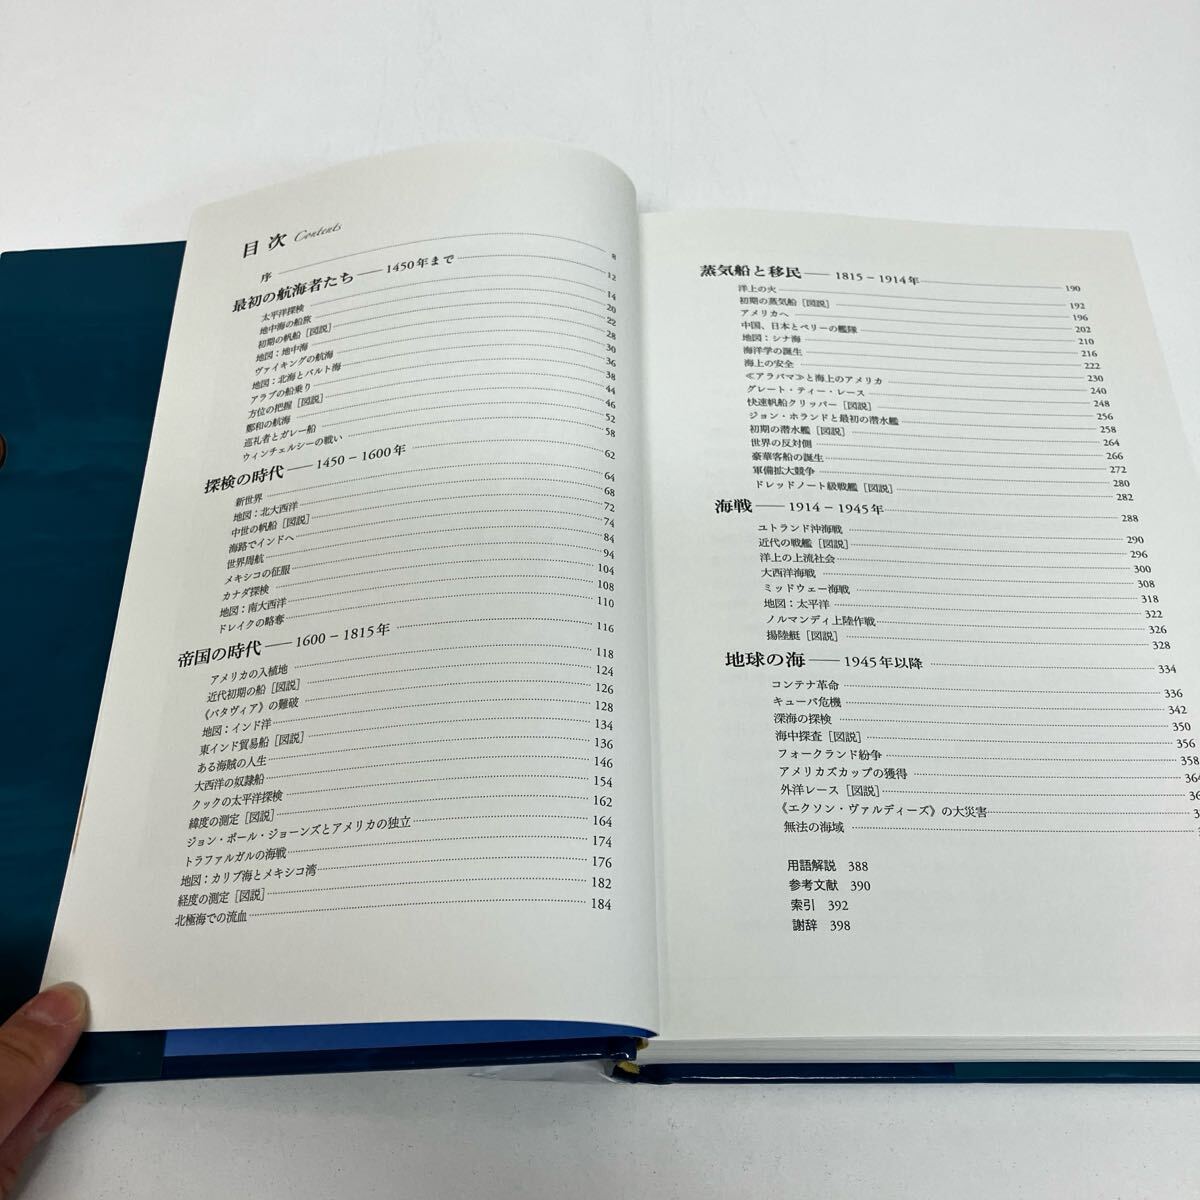 目次 Contents
序 8
最初の航海者たち——1450年まで 12
太平洋探検 14
地中海の船旅 20
初期の帆船［図説］ 22
地図：地中海 28
ヴァイキングの航海 30
地図：北海とバルト海 36
アラブの船乗り 38
方位の把握［図説］ 44
鄭和の航海 46
巡礼者とガレー船 52
ウィンチェルシーの戦い 58
探検の時代——1450－1600年 62
新世界 64
地図：北大西洋 68
中世の帆船［図説］ 72
海路でインドへ 74
世界周航 84
メキシコの征服 94
カナダ探検 104
地図：南大西洋 108
ドレイクの略奪 110
帝国の時代——1600－1815年 116
アメリカの入植地 118
近代初期の船［図説］ 124
《バタヴィア》の難破 126
地図：インド洋 128
東インド貿易船［図説］ 134
ある海賊の人生 136
大西洋の奴隷船 146
クックの太平洋探検 154
緯度の測定［図説］ 162
ジョン・ポール・ジョーンズとアメリカの独立 164
トラファルガルの海戦 174
地図：カリブ海とメキシコ湾 176
経度の測定［図説］ 182
北極海での流血 184
蒸気船と移民——1815－1914年 190
洋上の火 192
初期の蒸気船［図説］ 196
アメリカへ 202
中国、日本とペリーの艦隊 210
地図：シナ海 216
海洋学の誕生 222
海上の安全 230
≪アラバマ≫と海上のアメリカ 240
グレート・ティー・レース 248
快速帆船クリッパー［図説］ 256
ジョン・ホランドと最初の潜水艦 258
初期の潜水艦［図説］ 264
世界の反対側 266
豪華客船の誕生 272
軍備拡大競争 280
ドレッドノート級戦艦［図説］ 282
海戦——1914－1945年 288
ユトランド沖海戦 290
近代の戦艦［図説］ 296
洋上の上流社会 300
大西洋海戦 308
ミッドウェー海戦 318
地図：太平洋 322
ノルマンディ上陸作戦 326
揚陸艇［図説］ 328
地球の海——1945年以降 334
コンテナ革命 336
キューバ危機 342
深海の探検 350
海中探査［図説］ 356
フォークランド紛争 358
アメリカズカップの獲得 364
外洋レース［図説］
《エクソン・ヴァルディーズ》の大災害
無法の海域
用語解説 388
参考文献 390
索引 392
謝辞 398